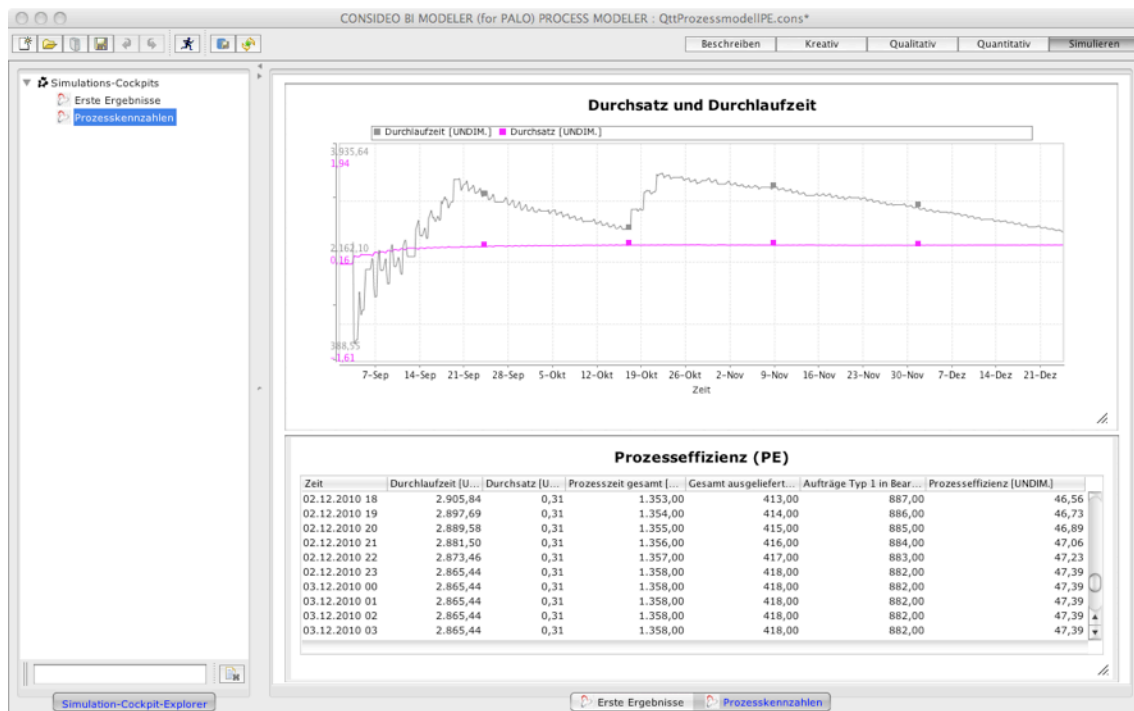 CONSIDEO BI MODELER (for PALO) PROCESS MODELER : QttProzessmodellPE.cons*
Beschreiben Kreativ Qualitativ Quantitativ Simulieren
Simulations-Cockpits
Erste Ergebnisse
Prozesskennzahlen
Durchsatz und Durchlaufzeit
Durchlaufzeit [UNDIM.] Durchsatz [UNDIM.]
3.935,64
1,94
2.162,10
0,16
388,55
-1,61
7-Sep 14-Sep 21-Sep 28-Sep 5-Okt 12-Okt 19-Okt 26-Okt 2-Nov 9-Nov 16-Nov 23-Nov 30-Nov 7-Dez 14-Dez 21-Dez
Zeit
Prozesseffizienz (PE)
Zeit Durchlaufzeit [U... Durchsatz [U... Prozesszeit gesamt [... Gesamt ausgeliefert... Aufträge Typ 1 in Bear... Prozesseffizienz [UNDIM.]
02.12.2010 18 2.905,84 0,31 1.353,00 413,00 887,00 46,56
02.12.2010 19 2.897,69 0,31 1.354,00 414,00 886,00 46,73
02.12.2010 20 2.889,58 0,31 1.355,00 415,00 885,00 46,89
02.12.2010 21 2.881,50 0,31 1.356,00 416,00 884,00 47,06
02.12.2010 22 2.873,46 0,31 1.357,00 417,00 883,00 47,23
02.12.2010 23 2.865,44 0,31 1.358,00 418,00 882,00 47,39
03.12.2010 00 2.865,44 0,31 1.358,00 418,00 882,00 47,39
03.12.2010 01 2.865,44 0,31 1.358,00 418,00 882,00 47,39
03.12.2010 02 2.865,44 0,31 1.358,00 418,00 882,00 47,39
03.12.2010 03 2.865,44 0,31 1.358,00 418,00 882,00 47,39
Simulation-Cockpit-Explorer
Erste Ergebnisse Prozesskennzahlen